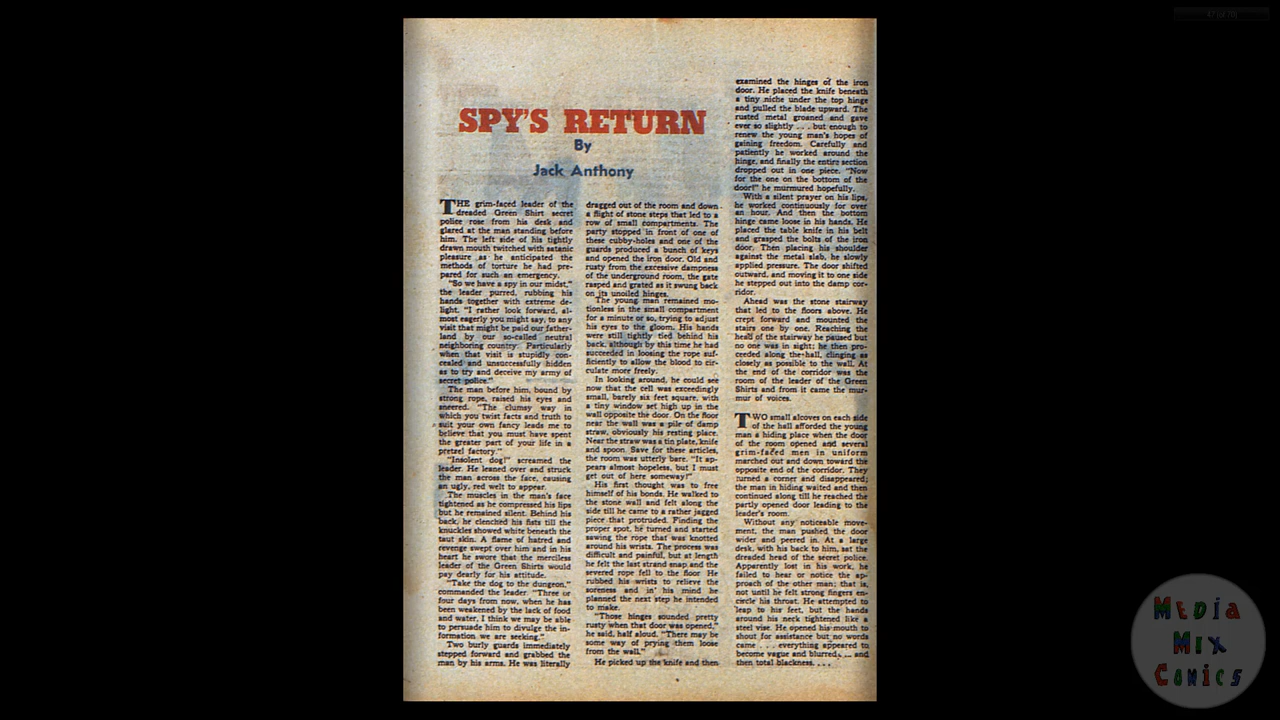 47 (of 70)
SPY'S RETURN
By
Jack Anthony
THE grim-faced leader of the
dreaded Green Shirt secret
police rose from his desk and
glared at the man standing before
him. The left side of his tightly
drawn mouth twitched with satanic
pleasure as he anticipated the
methods of torture he had pre-
pared for such an emergency.
"So we have a spy in our midst,"
the leader purred, rubbing his
hands together with extreme de-
light. "I rather look forward, al-
most eagerly you might say, to any
visit that might be paid our father-
land by our so-called neutral
neighboring country. Particularly
when that visit is stupidly con-
cealed and unsuccessfully hidden
as to try and deceive my army of
secret police."
The man before him, bound by
strong rope, raised his eyes and
sneered. "The clumsy way in
which you twist facts and truth to
suit your own fancy leads me to
believe that you must have spent
the greater part of your life in a
pretzel factory."
"Insolent dog!" screamed the
leader. He leaned over and struck
the man across the face, causing
an ugly, red welt to appear.
The muscles in the man's face
tightened as he compressed his lips
but he remained silent. Behind his
back, he clenched his fists till the
knuckles showed white beneath the
taut skin. A flame of hatred and
revenge swept over him and in his
heart he swore that the merciless
leader of the Green Shirts would
pay dearly for his attitude.
"Take the dog to the dungeon,"
commanded the leader. "Three or
four days from now, when he has
been weakened by the lack of food
and water, I think we may be able
to persuade him to divulge the in-
formation we are seeking."
Two burly guards immediately
stepped forward and grabbed the
man by his arms. He was literally
dragged out of the room and down
a flight of stone steps that led to a
row of small compartments. The
party stopped in front of one of
these cubby-holes and one of the
guards produced a bunch of keys
and opened the iron door. Old and
rusty from the excessive dampness
of the underground room, the gate
rasped and grated as it swung back
on its unoiled hinges.
The young man remained mo-
tionless in the small compartment
for a minute or so, trying to adjust
his eyes to the gloom. His hands
were still tightly tied behind his
back, although by this time he had
succeeded in loosing the rope suf-
ficiently to allow the blood to cir-
culate more freely.
In looking around, he could see
now that the cell was exceedingly
small, barely six feet square, with
a tiny window set high up in the
wall opposite the door. On the floor
near the wall was a pile of damp
straw, obviously his resting place.
Near the straw was a tin plate, knife
and spoon. Save for these articles,
the room was utterly bare. "It ap-
pears almost hopeless, but I must
get out of here someway!"
His first thought was to free
himself of his bonds. He walked to
the stone wall and felt along the
side till he came to a rather jagged
piece that protruded. Finding the
proper spot, he turned and started
sawing the rope that was knotted
around his wrists. The process was
difficult and painful, but at length
he felt the last strand snap and the
severed rope fell to the floor. He
rubbed his wrists to relieve the
soreness and in his mind he
planned the next step he intended
to make.
"Those hinges sounded pretty
rusty when that door was opened,"
he said, half aloud. "There may be
some way of prying them loose
from the wall."
He picked up the knife and then
examined the hinges of the iron
door. He placed the knife beneath
a tiny niche under the top hinge
and pulled the blade upward. The
rusted metal groaned and gave
ever so slightly . . . but enough to
renew the young man's hopes of
gaining freedom. Carefully and
patiently he worked around the
hinge, and finally the entire section
dropped out in one piece. "Now
for the one on the bottom of the
door!" he murmured hopefully.
With a silent prayer on his lips,
he worked continuously for over
an hour. And then the bottom
hinge came loose in his hands. He
placed the table knife in his belt
and grasped the bolts of the iron
door. Then placing his shoulder
against the metal slab, he slowly
applied pressure. The door shifted
outward, and moving it to one side
he stepped out into the damp cor-
ridor.
Ahead was the stone stairway
that led to the floors above. He
crept forward and mounted the
stairs one by one. Reaching the
head of the stairway he paused but
no one was in sight; he then pro-
ceeded along the hall, clinging as
closely as possible to the wall. At
the end of the corridor was the
room of the leader of the Green
Shirts and from it came the mur-
mur of voices.
TWO small alcoves on each side
of the hall afforded the young
man a hiding place when the door
of the room opened and several
grim-faced men in uniform
marched out and down toward the
opposite end of the corridor. They
turned a corner and disappeared;
the man in hiding waited and then
continued along till he reached the
partly opened door leading to the
leader's room.
Without any noticeable move-
ment, the man pushed the door
wider and peered in. At a large
desk, with his back to him, sat the
dreaded head of the secret police.
Apparently lost in his work, he
failed to hear or notice the ap-
proach of the other man; that is,
not until he felt strong fingers en-
circle his throat. He attempted to
leap to his feet, but the hands
around his neck tightened like a
steel vise. He opened his mouth to
shout for assistance but no words
came . . . everything appeared to
become vague and blurred . . . and
then total blackness. . . .
MEDIA
MIX
COMICS